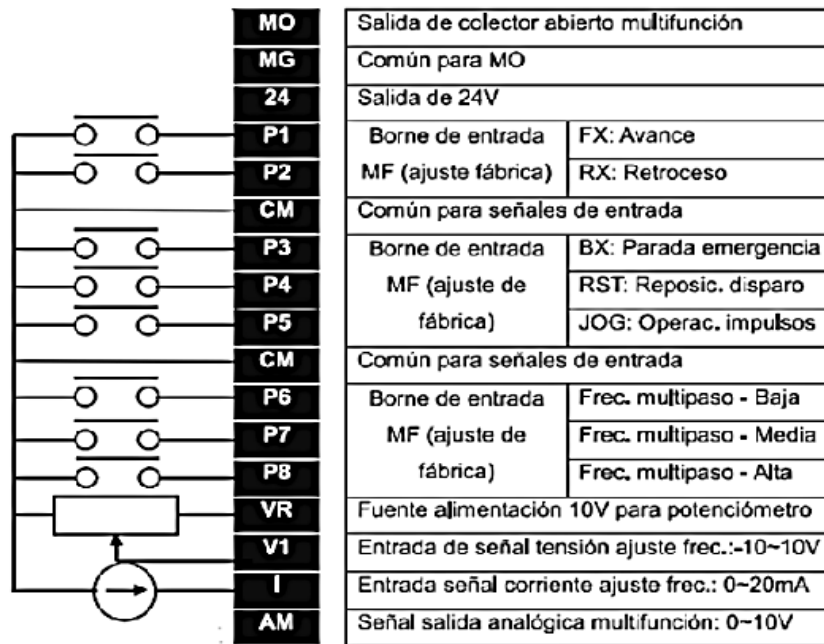 MO Salida de colector abierto multifunción
MG Común para MO
24 Salida de 24V
P1 Borne de entrada FX: Avance
P2 MF (ajuste fábrica) RX: Retroceso
CM Común para señales de entrada
P3 Borne de entrada BX: Parada emergencia
P4 MF (ajuste de RST: Reposic. disparo
P5 fábrica) JOG: Operac. impulsos
CM Común para señales de entrada
P6 Borne de entrada Frec. multipaso - Baja
P7 MF (ajuste de Frec. multipaso - Media
P8 fábrica) Frec. multipaso - Alta
VR Fuente alimentación 10V para potenciómetro
V1 Entrada de señal tensión ajuste frec.:-10~10V
I Entrada señal corriente ajuste frec.: 0~20mA
AM Señal salida analógica multifunción: 0~10V